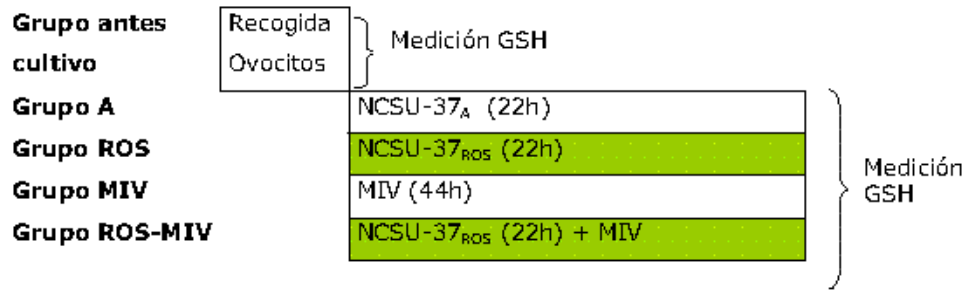 Grupo antes Recogida Medición GSH
cultivo Ovocitos
Grupo A NCSU-37A (22h)
Grupo ROS NCSU-37ROS (22h)
Medición
Grupo MIV MIV (44h) GSH
Grupo ROS-MIV NCSU-37ROS (22h) + MIV